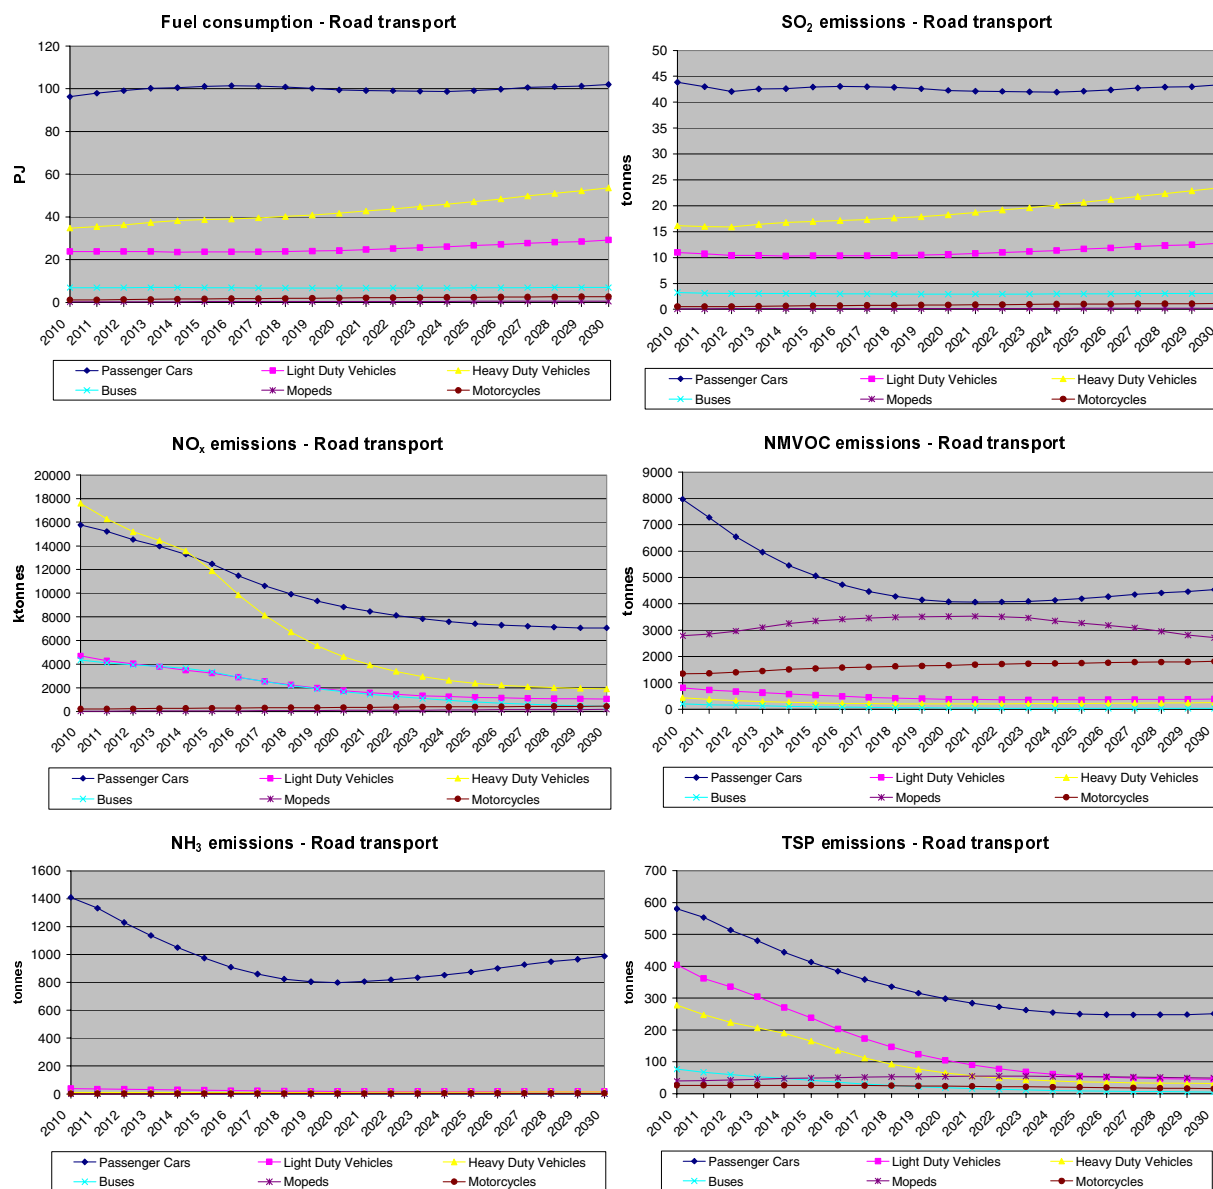 Fuel consumption - Road transport
PJ
120
100
80
60
40
20
0
2010 2011 2012 2013 2014 2015 2016 2017 2018 2019 2020 2021 2022 2023 2024 2025 2026 2027 2028 2029 2030
Passenger Cars Light Duty Vehicles Heavy Duty Vehicles
Buses Mopeds Motorcycles
SO₂ emissions - Road transport
tonnes
50
45
40
35
30
25
20
15
10
5
0
2010 2011 2012 2013 2014 2015 2016 2017 2018 2019 2020 2021 2022 2023 2024 2025 2026 2027 2028 2029 2030
Passenger Cars Light Duty Vehicles Heavy Duty Vehicles
Buses Mopeds Motorcycles
NOₓ emissions - Road transport
ktonnes
20000
18000
16000
14000
12000
10000
8000
6000
4000
2000
0
2010 2011 2012 2013 2014 2015 2016 2017 2018 2019 2020 2021 2022 2023 2024 2025 2026 2027 2028 2029 2030
Passenger Cars Light Duty Vehicles Heavy Duty Vehicles
Buses Mopeds Motorcycles
NMVOC emissions - Road transport
tonnes
9000
8000
7000
6000
5000
4000
3000
2000
1000
0
2010 2011 2012 2013 2014 2015 2016 2017 2018 2019 2020 2021 2022 2023 2024 2025 2026 2027 2028 2029 2030
Passenger Cars Light Duty Vehicles Heavy Duty Vehicles
Buses Mopeds Motorcycles
NH₃ emissions - Road transport
tonnes
1600
1400
1200
1000
800
600
400
200
0
2010 2011 2012 2013 2014 2015 2016 2017 2018 2019 2020 2021 2022 2023 2024 2025 2026 2027 2028 2029 2030
Passenger Cars Light Duty Vehicles Heavy Duty Vehicles
Buses Mopeds Motorcycles
TSP emissions - Road transport
tonnes
700
600
500
400
300
200
100
0
2010 2011 2012 2013 2014 2015 2016 2017 2018 2019 2020 2021 2022 2023 2024 2025 2026 2027 2028 2029 2030
Passenger Cars Light Duty Vehicles Heavy Duty Vehicles
Buses Mopeds Motorcycles